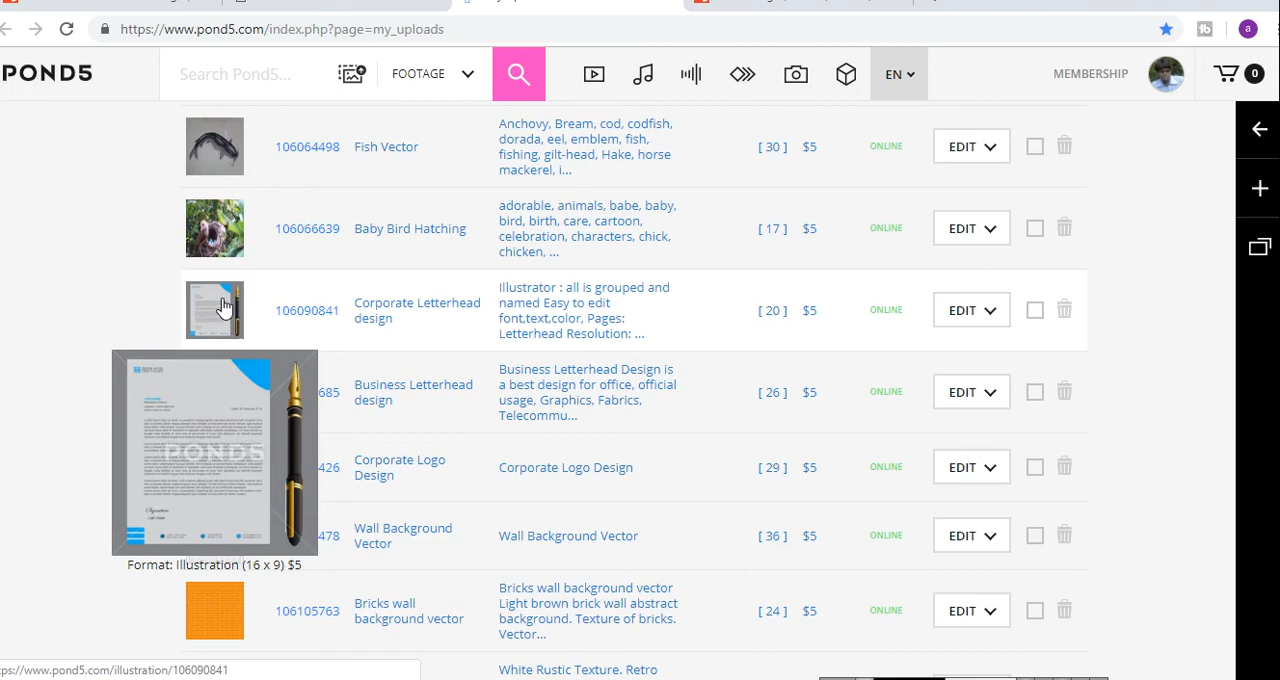 https://www.pond5.com/index.php?page=my_uploads
a
POND5
Search Pond5...
FOOTAGE
EN
MEMBERSHIP
0
106064498
Fish Vector
Anchovy, Bream, cod, codfish,
dorada, eel, emblem, fish,
fishing, gilt-head, Hake, horse
mackerel, i...
[ 30 ]
$5
ONLINE
EDIT
106066639
Baby Bird Hatching
adorable, animals, babe, baby,
bird, birth, care, cartoon,
celebration, characters, chick,
chicken, ...
[ 17 ]
$5
ONLINE
EDIT
106090841
Corporate Letterhead
design
Illustrator : all is grouped and
named Easy to edit
font,text,color, Pages:
Letterhead Resolution: ...
[ 20 ]
$5
ONLINE
EDIT
685
Business Letterhead
design
Business Letterhead Design is
a best design for office, official
usage, Graphics, Fabrics,
Telecommu...
[ 26 ]
$5
ONLINE
EDIT
POND5
Signature
426
Corporate Logo
Design
Corporate Logo Design
[ 29 ]
$5
ONLINE
EDIT
478
Wall Background
Vector
Wall Background Vector
[ 36 ]
$5
ONLINE
EDIT
Format: Illustration (16 x 9) $5
106105763
Bricks wall
background vector
Bricks wall background vector
Light brown brick wall abstract
background. Texture of bricks.
Vector...
[ 24 ]
$5
ONLINE
EDIT
White Rustic Texture. Retro
ps://www.pond5.com/illustration/106090841